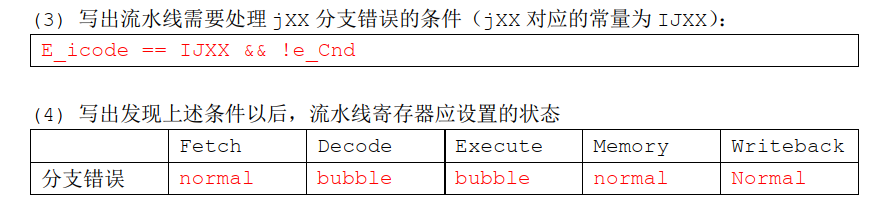 (3) 写出流水线需要处理 jXX 分支错误的条件（jXX 对应的常量为 IJXX）：
E_icode == IJXX && !e_Cnd
(4) 写出发现上述条件以后，流水线寄存器应设置的状态
Fetch Decode Execute Memory Writeback
分支错误 normal bubble bubble normal Normal